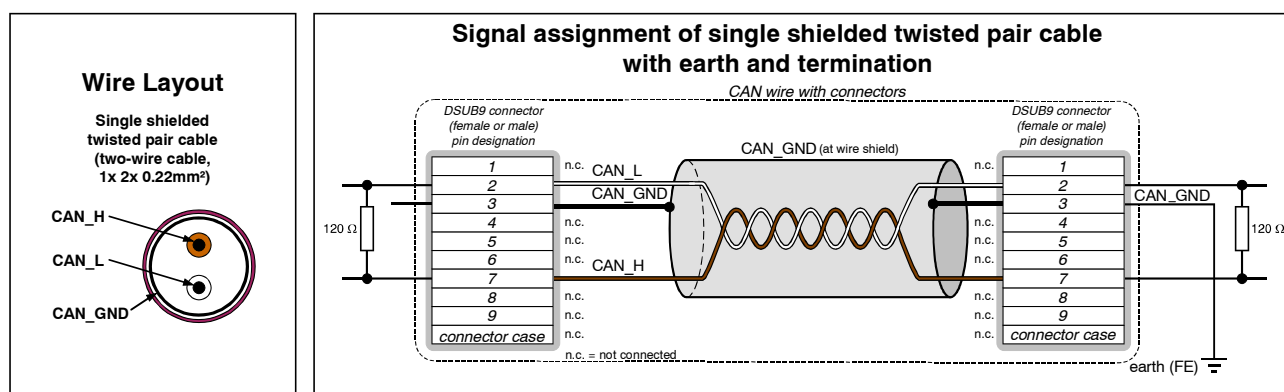 Wire Layout
Single shielded
twisted pair cable
(two-wire cable,
1x 2x 0.22mm²)
CAN_H
CAN_L
CAN_GND
Signal assignment of single shielded twisted pair cable
with earth and termination
CAN wire with connectors
DSUB9 connector
(female or male)
pin designation
1
2
3
4
5
6
7
8
9
connector case
120 Ω
n.c.
CAN_L
CAN_GND
n.c.
n.c.
n.c.
CAN_H
n.c.
n.c.
n.c.
n.c. = not connected
CAN_GND (at wire shield)
DSUB9 connector
(female or male)
pin designation
n.c.
n.c.
n.c.
n.c.
n.c.
n.c.
n.c.
1
2
3
4
5
6
7
8
9
connector case
CAN_GND
120 Ω
earth (FE)